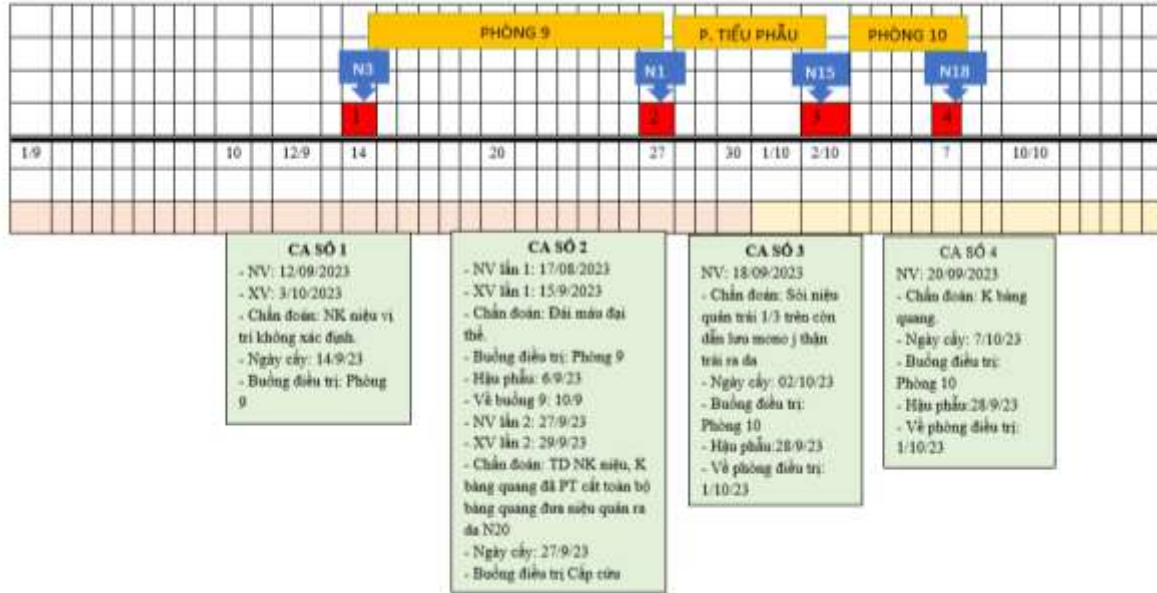 PHÒNG 9
P. TIỂU PHẪU
PHÒNG 10
N3
N1
N15
N18
1
2
3
4
1/9
10
12/9
14
20
27
30
1/10
2/10
7
10/10
CA SỐ 1
- NV: 12/09/2023
- XV: 3/10/2023
- Chẩn đoán: NK niệu vị
trí không xác định.
- Ngày cấy: 14/9/23
- Buồng điều trị: Phòng
9
CA SỐ 2
- NV lần 1: 17/08/2023
- XV lần 1: 15/9/2023
- Chẩn đoán: Đái máu đại
thể.
- Buồng điều trị: Phòng 9
- Hậu phẫu: 6/9/23
- Về buồng 9: 10/9
- NV lần 2: 27/9/23
- XV lần 2: 29/9/23
- Chẩn đoán: TD NK niệu, K
bàng quang đã PT cắt toàn bộ
bàng quang đưa niệu quản ra
da N20
- Ngày cấy: 27/9/23
- Buồng điều trị Cấp cứu
CA SỐ 3
NV: 18/09/2023
- Chẩn đoán: Sỏi niệu
quản trái 1/3 trên còn
dẫn lưu mono j thận
trái ra da
- Ngày cấy: 02/10/23
- Buồng điều trị:
Phòng 10
- Hậu phẫu:28/9/23
- Về phòng điều trị:
1/10/23
CA SỐ 4
NV: 20/09/2023
- Chẩn đoán: K bàng
quang.
- Ngày cấy: 7/10/23
- Buồng điều trị:
Phòng 10
- Hậu phẫu:28/9/23
- Về phòng điều trị:
1/10/23